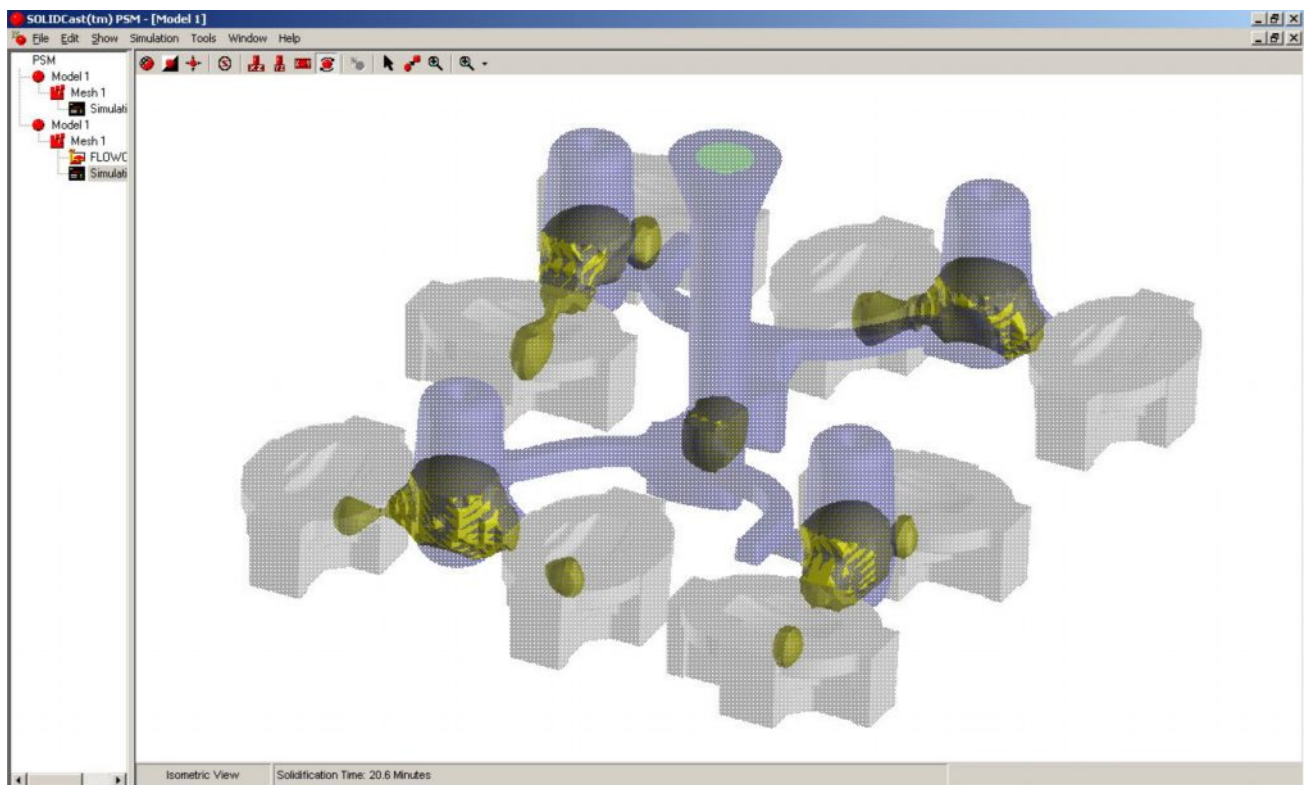 SOLIDCast(tm) PSM - [Model 1]
File Edit Show Simulation Tools Window Help
PSM
Model 1
Mesh 1
Simulati
Model 1
Mesh 1
FLOWC
Simulati
Isometric View Solidification Time: 20.6 Minutes